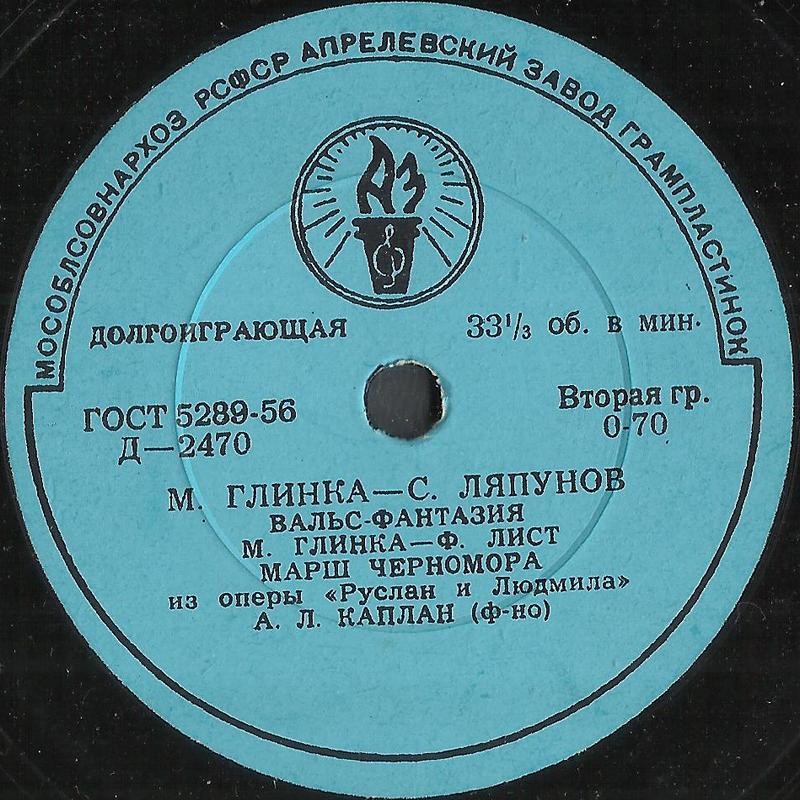 МОСОБЛСОВНАРХОЗ РСФСР АПРЕЛЕВСКИЙ ЗАВОД ГРАМПЛАСТИНОК
АЗ
ДОЛГОИГРАЮЩАЯ 33⅓ об. в мин.
ГОСТ 5289-56 Вторая гр.
Д—2470 0-70
М. ГЛИНКА—С. ЛЯПУНОВ
ВАЛЬС-ФАНТАЗИЯ
М. ГЛИНКА—Ф. ЛИСТ
МАРШ ЧЕРНОМОРА
из оперы «Руслан и Людмила»
А. Л. КАПЛАН (ф-но)